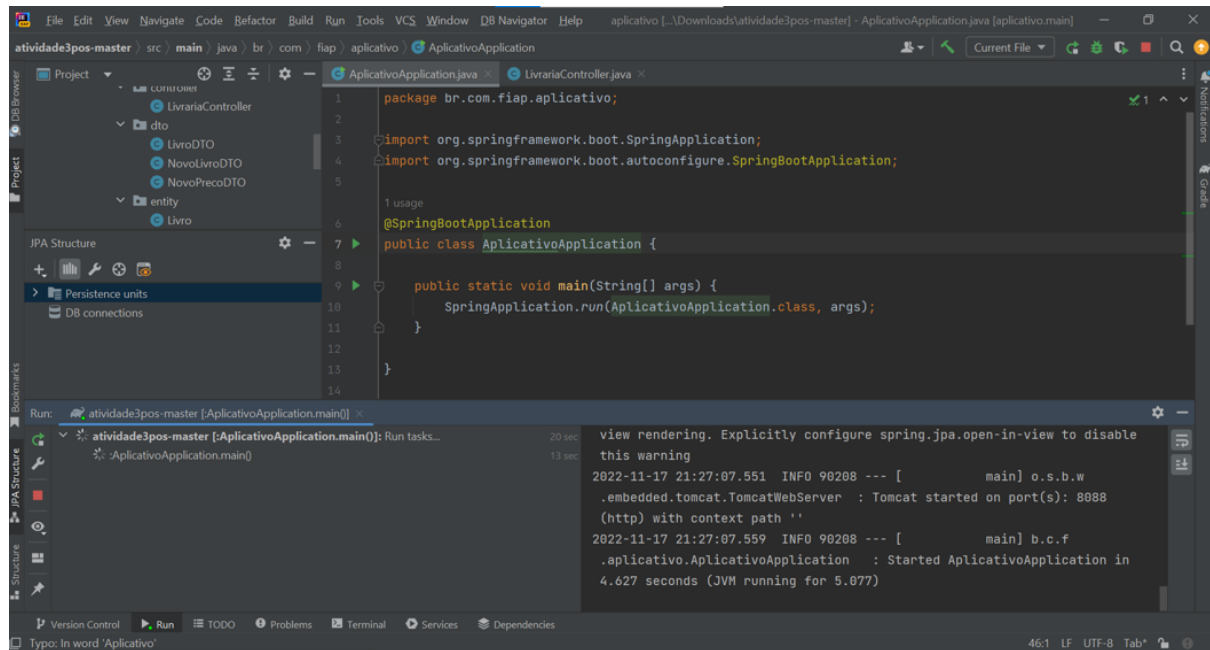 File Edit View Navigate Code Refactor Build Run Tools VCS Window DB Navigator Help aplicativo [...\Downloads\atividade3pos-master] - AplicativoApplication.java [aplicativo.main]
atividade3pos-master src main java br com fiap aplicativo AplicativoApplication Current File
DB Browser
Project
Bookmarks
JPA Structure
Structure
Project
controller
LivrariaController
dto
LivroDTO
NovoLivroDTO
NovoPrecoDTO
entity
Livro
JPA Structure
Persistence units
DB connections
AplicativoApplication.java LivrariaController.java
1 package br.com.fiap.aplicativo;
2
3 import org.springframework.boot.SpringApplication;
4 import org.springframework.boot.autoconfigure.SpringBootApplication;
5
1 usage
6 @SpringBootApplication
7 public class AplicativoApplication {
8
9 public static void main(String[] args) {
10 SpringApplication.run(AplicativoApplication.class, args);
11 }
12
13 }
14
1
Notifications
Gradle
Run: atividade3pos-master [:AplicativoApplication.main()]
atividade3pos-master [:AplicativoApplication.main()]: Run tasks... 20 sec
:AplicativoApplication.main() 13 sec
view rendering. Explicitly configure spring.jpa.open-in-view to disable
this warning
2022-11-17 21:27:07.551 INFO 90208 --- [ main] o.s.b.w
.embedded.tomcat.TomcatWebServer : Tomcat started on port(s): 8088
(http) with context path ''
2022-11-17 21:27:07.559 INFO 90208 --- [ main] b.c.f
.aplicativo.AplicativoApplication : Started AplicativoApplication in
4.627 seconds (JVM running for 5.077)
Version Control Run TODO Problems Terminal Services Dependencies
Typo: In word 'Aplicativo' 46:1 LF UTF-8 Tab*